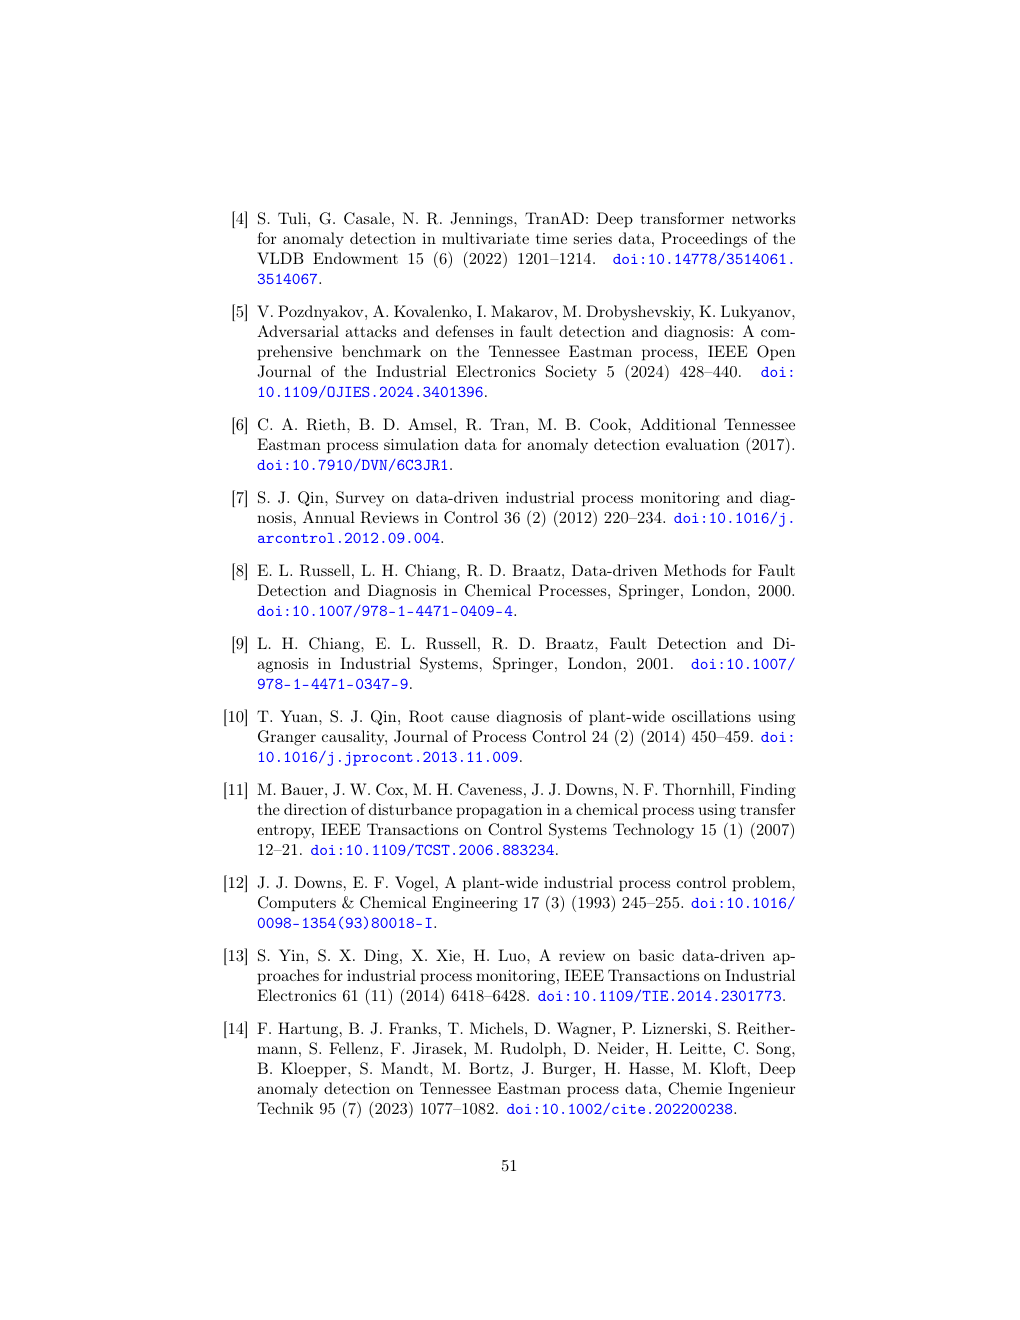 [4] S. Tuli, G. Casale, N. R. Jennings, TranAD: Deep transformer networks
for anomaly detection in multivariate time series data, Proceedings of the
VLDB Endowment 15 (6) (2022) 1201–1214. doi:10.14778/3514061.
3514067.
[5] V. Pozdnyakov, A. Kovalenko, I. Makarov, M. Drobyshevskiy, K. Lukyanov,
Adversarial attacks and defenses in fault detection and diagnosis: A com-
prehensive benchmark on the Tennessee Eastman process, IEEE Open
Journal of the Industrial Electronics Society 5 (2024) 428–440. doi:
10.1109/OJIES.2024.3401396.
[6] C. A. Rieth, B. D. Amsel, R. Tran, M. B. Cook, Additional Tennessee
Eastman process simulation data for anomaly detection evaluation (2017).
doi:10.7910/DVN/6C3JR1.
[7] S. J. Qin, Survey on data-driven industrial process monitoring and diag-
nosis, Annual Reviews in Control 36 (2) (2012) 220–234. doi:10.1016/j.
arcontrol.2012.09.004.
[8] E. L. Russell, L. H. Chiang, R. D. Braatz, Data-driven Methods for Fault
Detection and Diagnosis in Chemical Processes, Springer, London, 2000.
doi:10.1007/978-1-4471-0409-4.
[9] L. H. Chiang, E. L. Russell, R. D. Braatz, Fault Detection and Di-
agnosis in Industrial Systems, Springer, London, 2001. doi:10.1007/
978-1-4471-0347-9.
[10] T. Yuan, S. J. Qin, Root cause diagnosis of plant-wide oscillations using
Granger causality, Journal of Process Control 24 (2) (2014) 450–459. doi:
10.1016/j.jprocont.2013.11.009.
[11] M. Bauer, J. W. Cox, M. H. Caveness, J. J. Downs, N. F. Thornhill, Finding
the direction of disturbance propagation in a chemical process using transfer
entropy, IEEE Transactions on Control Systems Technology 15 (1) (2007)
12–21. doi:10.1109/TCST.2006.883234.
[12] J. J. Downs, E. F. Vogel, A plant-wide industrial process control problem,
Computers & Chemical Engineering 17 (3) (1993) 245–255. doi:10.1016/
0098-1354(93)80018-I.
[13] S. Yin, S. X. Ding, X. Xie, H. Luo, A review on basic data-driven ap-
proaches for industrial process monitoring, IEEE Transactions on Industrial
Electronics 61 (11) (2014) 6418–6428. doi:10.1109/TIE.2014.2301773.
[14] F. Hartung, B. J. Franks, T. Michels, D. Wagner, P. Liznerski, S. Reither-
mann, S. Fellenz, F. Jirasek, M. Rudolph, D. Neider, H. Leitte, C. Song,
B. Kloepper, S. Mandt, M. Bortz, J. Burger, H. Hasse, M. Kloft, Deep
anomaly detection on Tennessee Eastman process data, Chemie Ingenieur
Technik 95 (7) (2023) 1077–1082. doi:10.1002/cite.202200238.
51